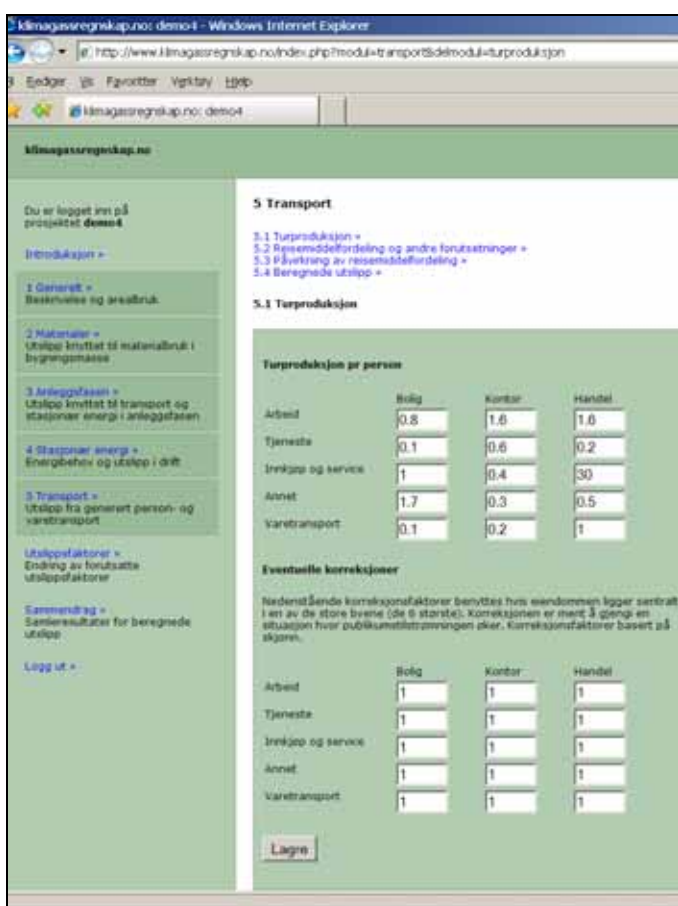 klimagassregnskap.no: demo4 - Windows Internet Explorer
http://www.klimagassregnskap.no/index.php?modul=transport&delmodul=turproduksjon
Rediger Vis Favoritter Verktøy Hjelp
klimagassregnskap.no: demo4
klimagassregnskap.no
Du er logget inn på
prosjektet demo4
Introduksjon »
1 Generelt »
Beskrivelse og arealbruk
2 Materialer »
Utslipp knyttet til materialbruk i
bygningsmasse
3 Anleggsfasen »
Utslipp knyttet til transport og
stasjonær energi i anleggsfasen
4 Stasjonær energi »
Energibehov og utslipp i drift
5 Transport »
Utslipp fra generert person- og
varetransport
Utslippsfaktorer »
Endring av forutsatte
utslippsfaktorer
Sammendrag »
Samleresultater for beregnede
utslipp
Logg ut »
5 Transport
5.1 Turproduksjon »
5.2 Reisemiddelfordeling og andre forutsetninger »
5.3 Påvirkning av reisemiddelfordeling »
5.4 Beregnede utslipp »
5.1 Turproduksjon
Turproduksjon pr person
Bolig Kontor Handel
Arbeid 0.8 1.6 1.6
Tjeneste 0.1 0.6 0.2
Innkjøp og service 1 0.4 30
Annet 1.7 0.3 0.5
Varetransport 0.1 0.2 1
Eventuelle korreksjoner
Nedenstående korreksjonsfaktorer benyttes hvis eiendommen ligger sentralt
i en av de store byene (de 6 største). Korreksjonen er ment å gjengi en
situasjon hvor publikumstilstrømningen øker. Korreksjonsfaktorer basert på
skjønn.
Bolig Kontor Handel
Arbeid 1 1 1
Tjeneste 1 1 1
Innkjøp og service 1 1 1
Annet 1 1 1
Varetransport 1 1 1
Lagre